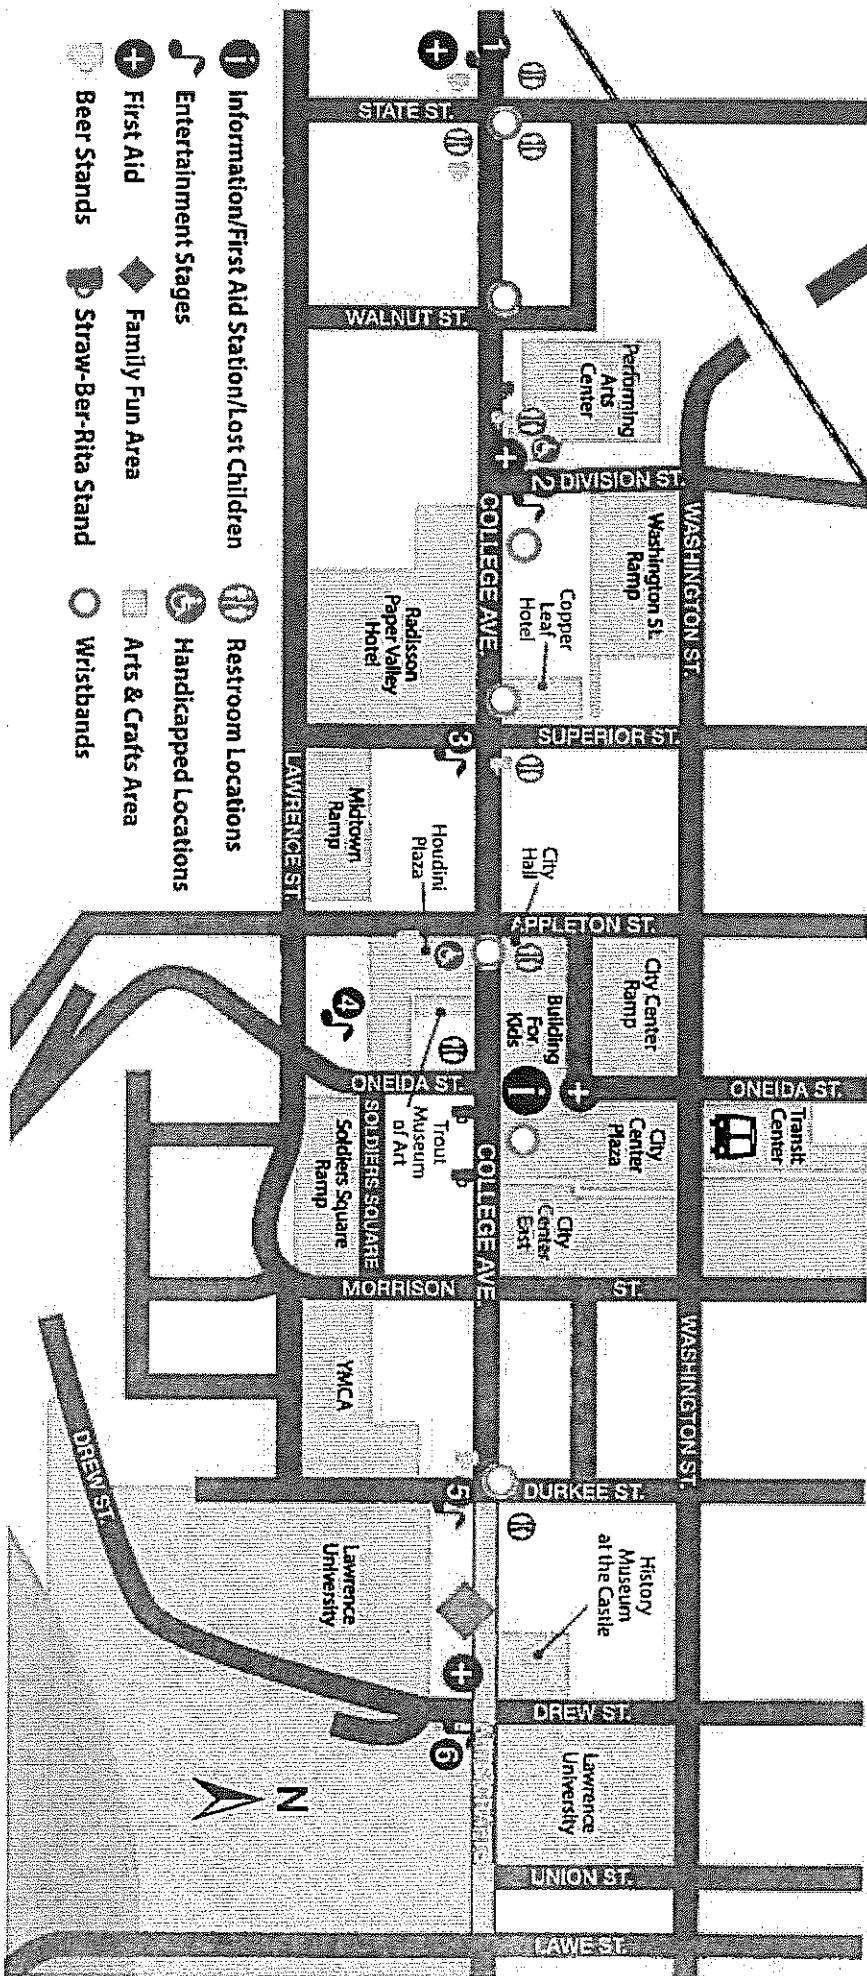 STATE ST.
WALNUT ST.
Performing
Arts
Center
DIVISION ST.
Washington St.
Ramp
WASHINGTON ST.
COLLEGE AVE
Copper
Leaf
Hotel
Radisson
Paper Valley
Hotel
SUPERIOR ST.
Midtown
Ramp
LAWRENCE ST.
Houdini
Plaza
City
Hall
APPLETON ST.
City Center
Ramp
Building
For
Kids
ONEIDA ST.
ONEIDA ST.
Transit
Center
City
Center
Plaza
City
Center
East
Trout
Museum
of Art
COLLEGE AVE.
SOLDIERS SQUARE
Soldiers Square
Ramp
MORRISON
ST.
YMCA
WASHINGTON ST.
DURKEE ST.
History
Museum
at the Castle
Lawrence
University
DREW ST.
DREW ST.
Lawrence
University
UNION ST.
LAWE ST.
1
2
3
4
5
6
N
i Information/First Aid Station/Lost Children
Entertainment Stages
First Aid
Beer Stands
Family Fun Area
Straw-Ber-Rita Stand
Restroom Locations
Handicapped Locations
Arts & Crafts Area
Wristbands